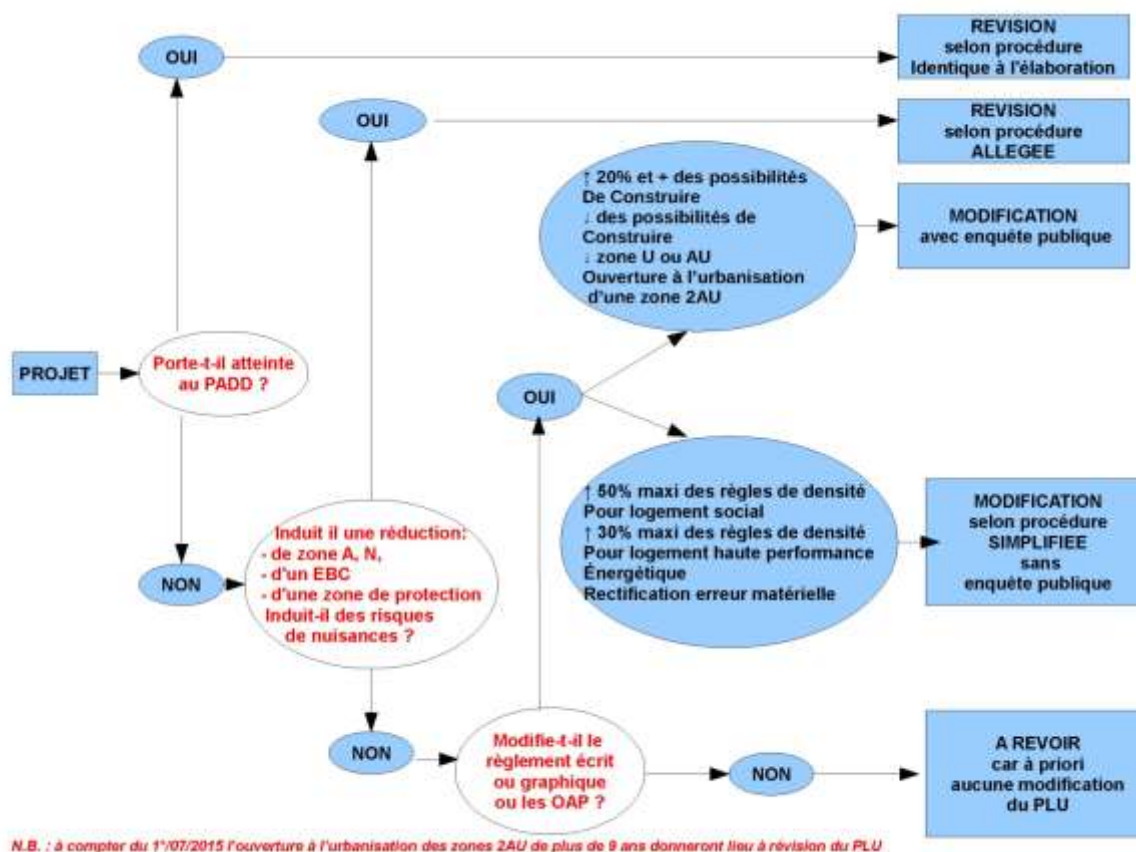 OUI
REVISION
selon procédure
Identique à l'élaboration
OUI
REVISION
selon procédure
ALLEGEE
↑ 20% et + des possibilités
De Construire
↓ des possibilités de
Construire
↓ zone U ou AU
Ouverture à l'urbanisation
d'une zone 2AU
MODIFICATION
avec enquête publique
PROJET
Porte-t-il atteinte
au PADD ?
OUI
↑ 50% maxi des règles de densité
Pour logement social
↑ 30% maxi des règles de densité
Pour logement haute performance
Énergétique
Rectification erreur matérielle
MODIFICATION
selon procédure
SIMPLIFIEE
sans
enquête publique
NON
Induit il une réduction:
- de zone A, N,
- d'un EBC
- d'une zone de protection
Induit-il des risques
de nuisances ?
NON
Modifie-t-il le
règlement écrit
ou graphique
ou les OAP ?
NON
A REVOIR
car à priori
aucune modification
du PLU
N.B. : à compter du 1°/07/2015 l'ouverture à l'urbanisation des zones 2AU de plus de 9 ans donneront lieu à révision du PLU